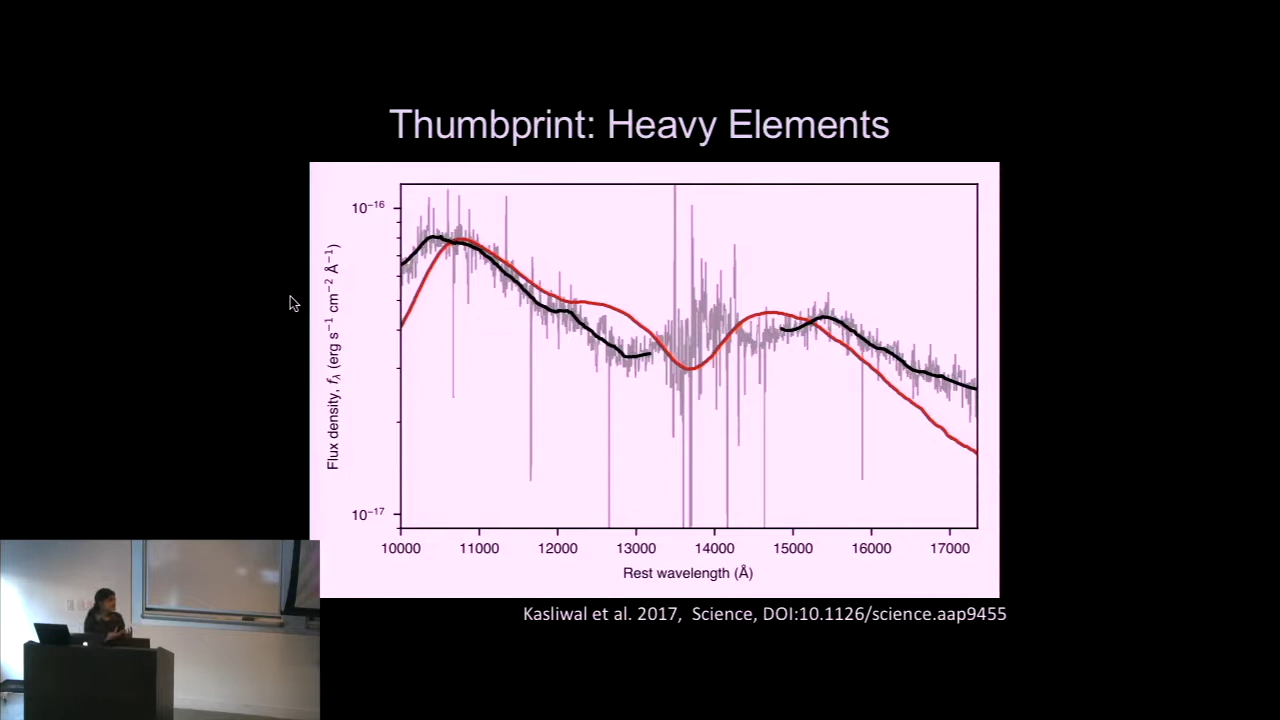 Thumbprint: Heavy Elements
10⁻¹⁶
10⁻¹⁷
Flux density, fλ (erg s⁻¹ cm⁻² Å⁻¹)
10000 11000 12000 13000 14000 15000 16000 17000
Rest wavelength (Å)
Kasliwal et al. 2017, Science, DOI:10.1126/science.aap9455